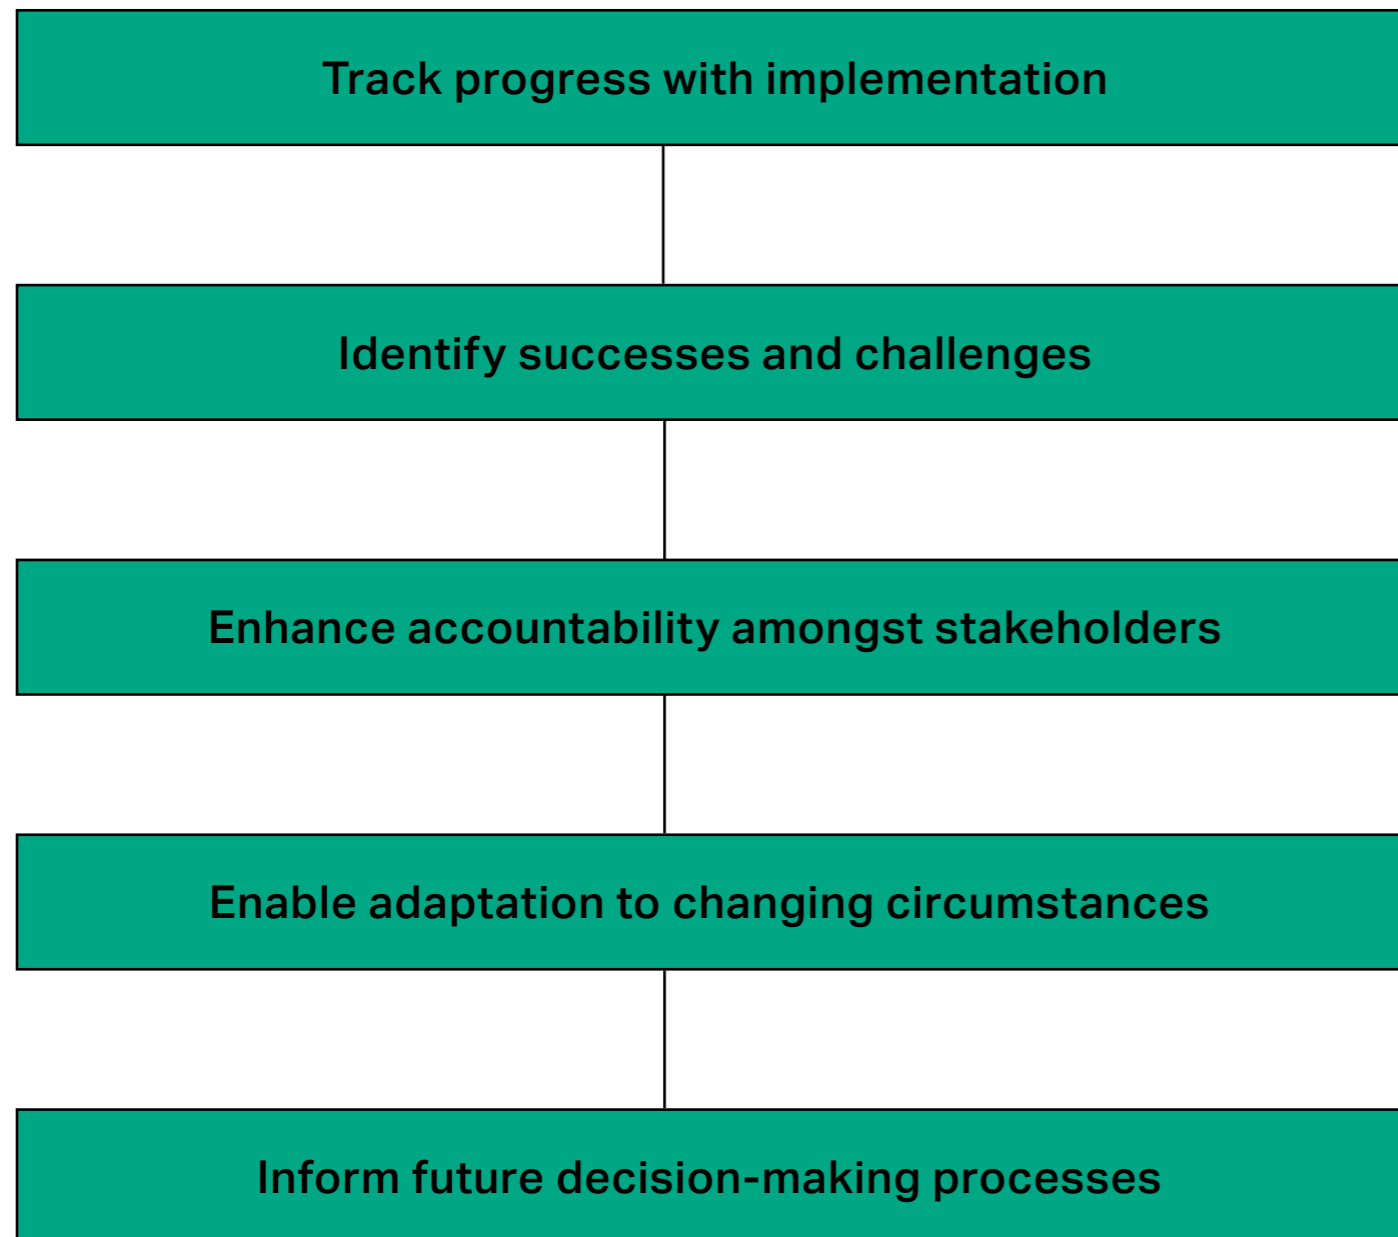 Track progress with implementation
Identify successes and challenges
Enhance accountability amongst stakeholders
Enable adaptation to changing circumstances
Inform future decision-making processes